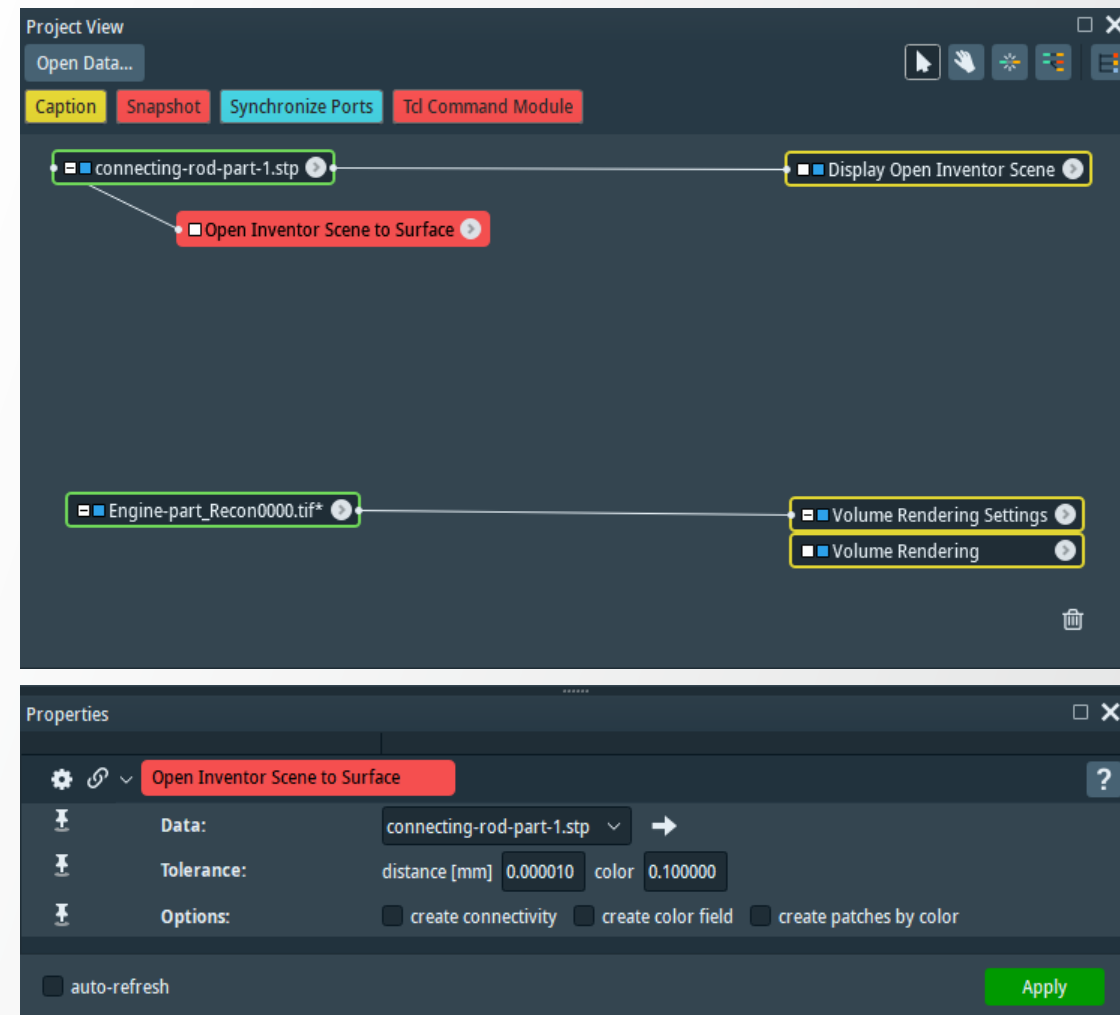 Project View
Open Data...
Caption Snapshot Synchronize Ports Tcl Command Module
connecting-rod-part-1.stp Display Open Inventor Scene
Open Inventor Scene to Surface
Engine-part_Recon0000.tif* Volume Rendering Settings
Volume Rendering
Properties
Open Inventor Scene to Surface ?
Data: connecting-rod-part-1.stp
Tolerance: distance [mm] 0.000010 color 0.100000
Options: create connectivity create color field create patches by color
auto-refresh Apply